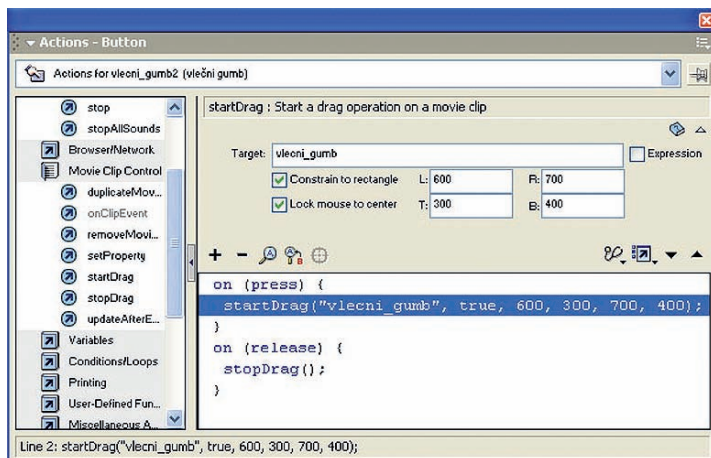 Actions - Button
Actions for vlecni_gumb2 (vlečni gumb)
stop
stopAllSounds
Browser/Network
Movie Clip Control
duplicateMov...
onClipEvent
removeMovi...
setProperty
startDrag
stopDrag
updateAfterE...
Variables
Conditions/Loops
Printing
User-Defined Fun...
Miscellaneous A...
startDrag : Start a drag operation on a movie clip
Target: vlecni_gumb Expression
Constrain to rectangle L: 600 R: 700
Lock mouse to center T: 300 B: 400
on (press) {
startDrag("vlecni_gumb", true, 600, 300, 700, 400);
}
on (release) {
stopDrag();
}
Line 2: startDrag("vlecni_gumb", true, 600, 300, 700, 400);